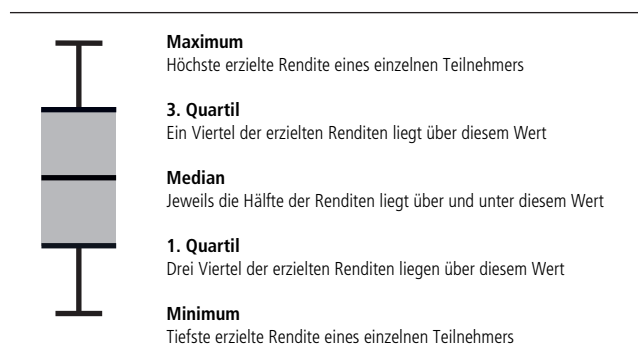 Maximum
Höchste erzielte Rendite eines einzelnen Teilnehmers
3. Quartil
Ein Viertel der erzielten Renditen liegt über diesem Wert
Median
Jeweils die Hälfte der Renditen liegt über und unter diesem Wert
1. Quartil
Drei Viertel der erzielten Renditen liegen über diesem Wert
Minimum
Tiefste erzielte Rendite eines einzelnen Teilnehmers